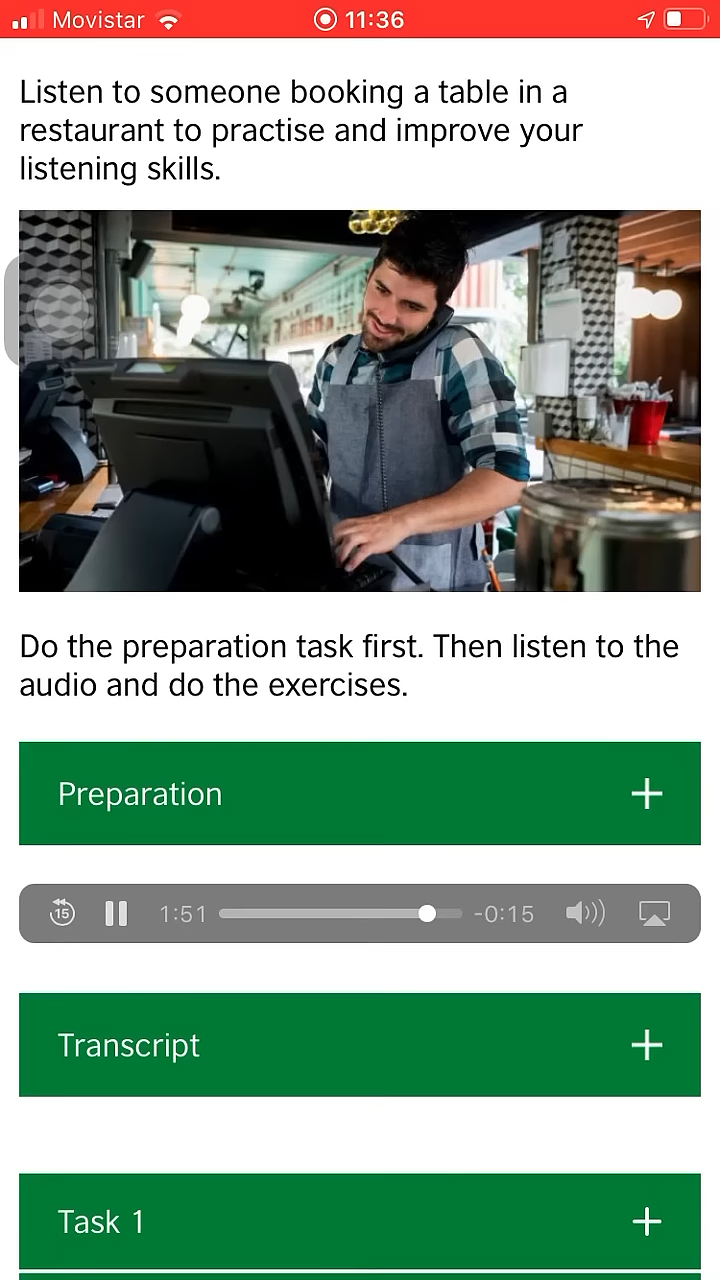 Movistar 11:36
Listen to someone booking a table in a
restaurant to practise and improve your
listening skills.
Do the preparation task first. Then listen to the
audio and do the exercises.
Preparation +
15 1:51 -0:15
Transcript +
Task 1 +